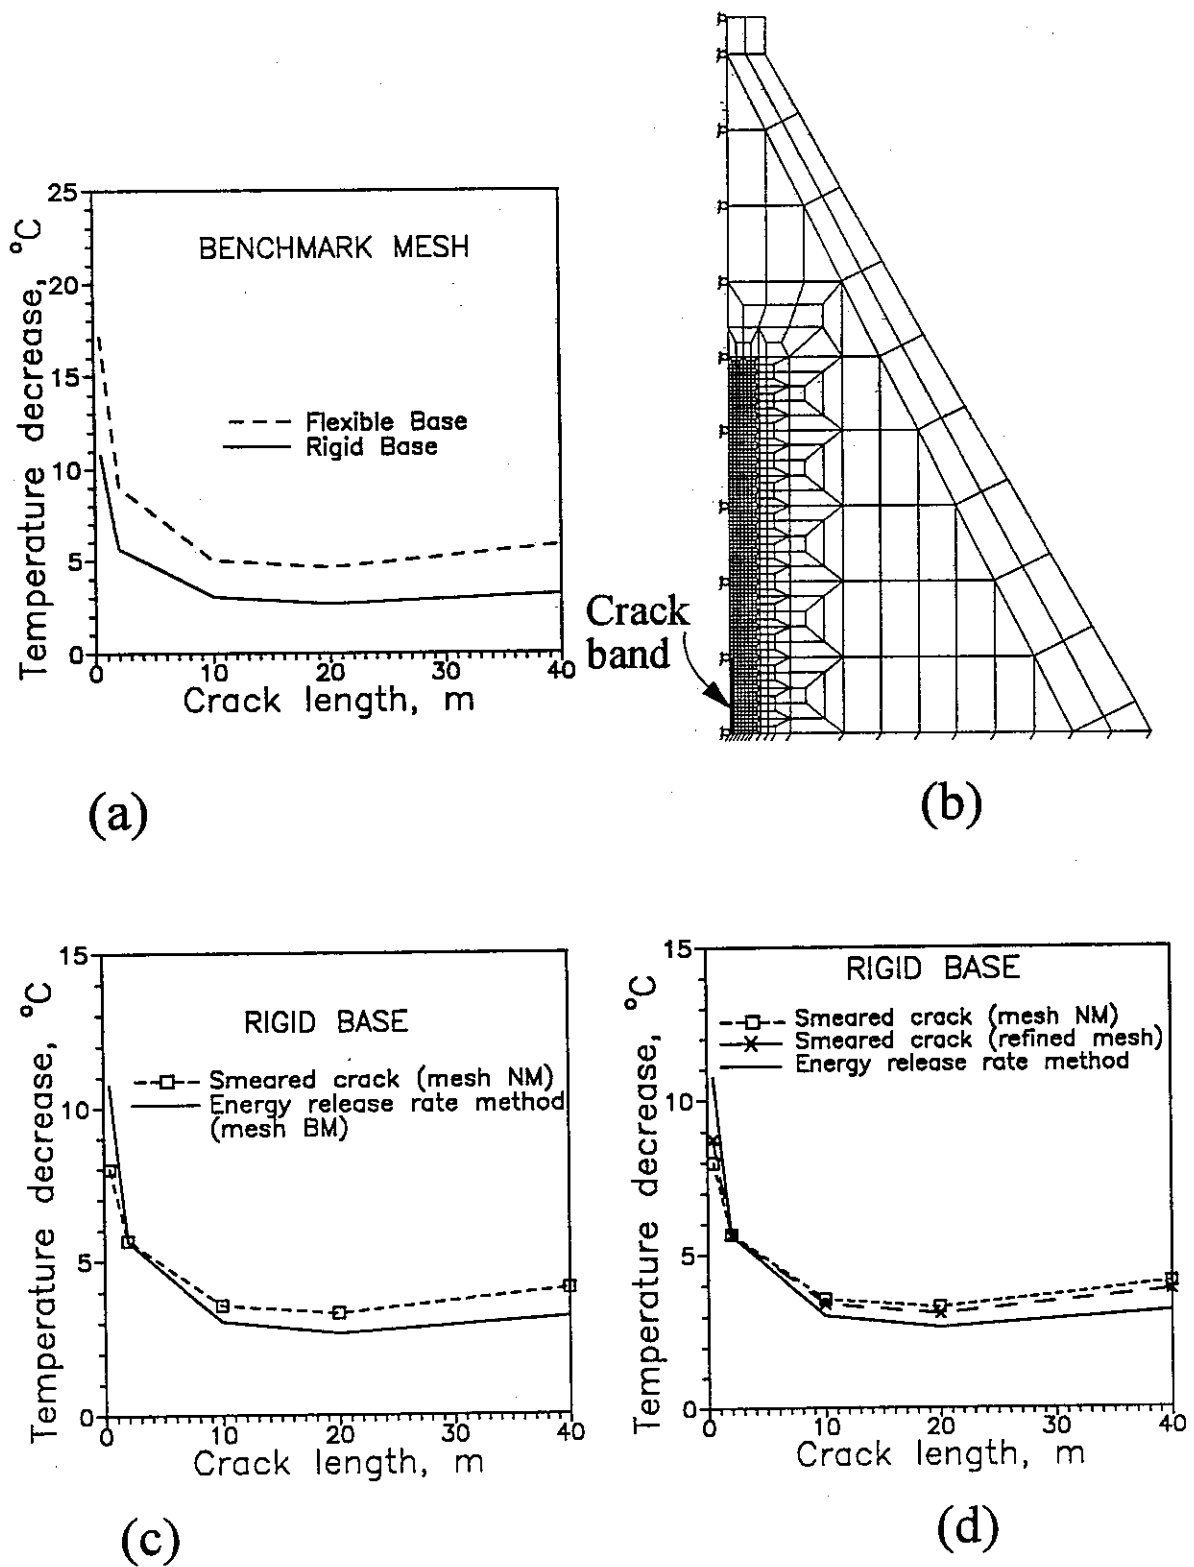 25
20
15
10
5
0
Temperature decrease, °C
BENCHMARK MESH
Flexible Base
Rigid Base
0 10 20 30 40
Crack length, m
(a)
Crack
band
(b)
15
10
5
0
Temperature decrease, °C
RIGID BASE
Smeared crack (mesh NM)
Energy release rate method
(mesh BM)
0 10 20 30 40
Crack length, m
(c)
15
10
5
0
Temperature decrease, °C
RIGID BASE
Smeared crack (mesh NM)
Smeared crack (refined mesh)
Energy release rate method
0 10 20 30 40
Crack length, m
(d)